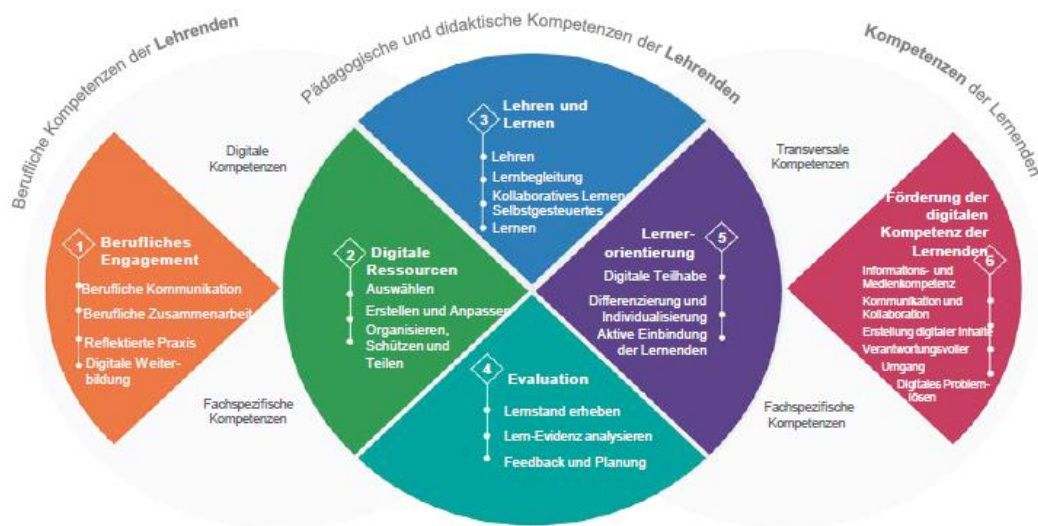 Berufliche Kompetenzen der Lehrenden
Pädagogische und didaktische Kompetenzen der Lehrenden
Kompetenzen der Lernenden
Digitale
Kompetenzen
Fachspezifische
Kompetenzen
1
Berufliches
Engagement
Berufliche Kommunikation
Berufliche Zusammenarbeit
Reflektierte Praxis
Digitale Weiter-
bildung
2
Digitale
Ressourcen
Auswählen
Erstellen und Anpassen
Organisieren,
Schützen und
Teilen
3
Lehren und
Lernen
Lehren
Lernbegleitung
Kollaboratives Lernen
Selbstgesteuertes
Lernen
4
Evaluation
Lernstand erheben
Lern-Evidenz analysieren
Feedback und Planung
5
Lerner-
orientierung
Digitale Teilhabe
Differenzierung und
Individualisierung
Aktive Einbindung
der Lernenden
Transversale
Kompetenzen
Fachspezifische
Kompetenzen
6
Förderung der
digitalen
Kompetenz der
Lernenden
Informations- und
Medienkompetenz
Kommunikation und
Kollaboration
Erstellung digitaler Inhalte
Verantwortungsvoller
Umgang
Digitales Problem-
lösen